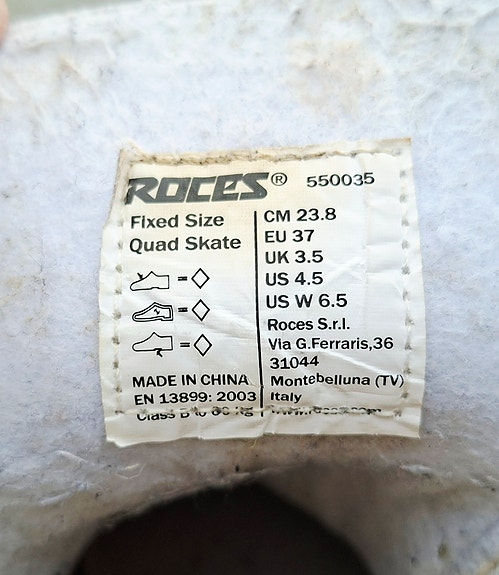 ROCES® 550035
Fixed Size
Quad Skate
CM 23.8
EU 37
UK 3.5
US 4.5
US W 6.5
Roces S.r.l.
Via G.Ferraris,36
31044
Montebelluna (TV)
Italy
= 
= 
= 
MADE IN CHINA
EN 13899: 2003
Class B